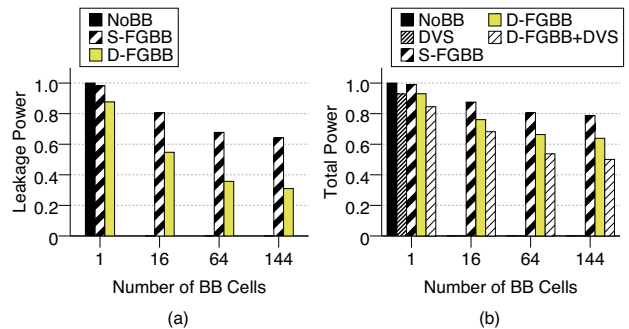 NoBB
S-FGBB
D-FGBB
Leakage Power
1.0
0.8
0.6
0.4
0.2
0
1 16 64 144
Number of BB Cells
(a)
NoBB D-FGBB
DVS D-FGBB+DVS
S-FGBB
Total Power
1.0
0.8
0.6
0.4
0.2
0
1 16 64 144
Number of BB Cells
(b)